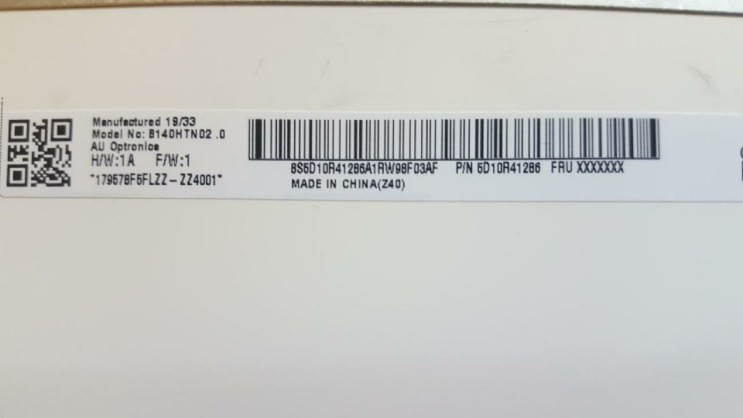 Manufactured 19/33
Model No: B140HTN02 .0
AU Optronics
H/W:1A F/W:1
"179578F5FLZZ-ZZ4001"
8S5D10R41286A1RW98F03AF P/N 5D10R41286 FRU XXXXXXX
MADE IN CHINA(Z40)